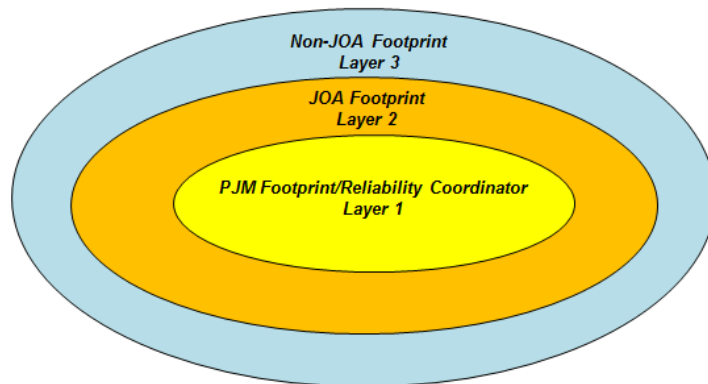 Non-JOA Footprint
Layer 3
JOA Footprint
Layer 2
PJM Footprint/Reliability Coordinator
Layer 1